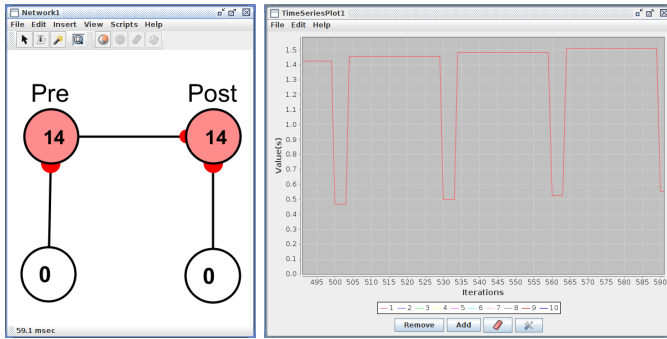 Network1
File Edit Insert View Scripts Help
Pre
Post
14
14
0
0
59.1 msec
TimeSeriesPlot1
File Edit Help
1.5
1.4
1.3
1.2
1.1
1.0
0.9
0.8
0.7
0.6
0.5
0.4
0.3
0.2
0.1
0.0
Value(s)
495 500 505 510 515 520 525 530 535 540 545 550 555 560 565 570 575 580 585 590
Iterations
1 2 3 4 5 6 7 8 9 10
Remove Add